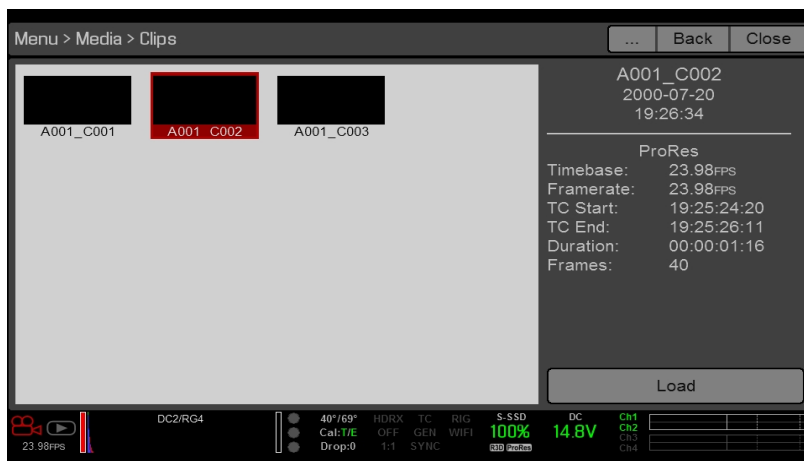 Menu > Media > Clips
... Back Close
A001_C001 A001_C002 A001_C003
A001_C002
2000-07-20
19:26:34
ProRes
Timebase: 23.98FPS
Framerate: 23.98FPS
TC Start: 19:25:24:20
TC End: 19:25:26:11
Duration: 00:00:01:16
Frames: 40
Load
23.98FPS
DC2/RG4
40°/69° HDRX TC RIG
Cal:T/E OFF GEN WIFI
Drop:0 1:1 SYNC
S-SSD
100%
R3D ProRes
DC
14.8V
Ch1
Ch2
Ch3
Ch4